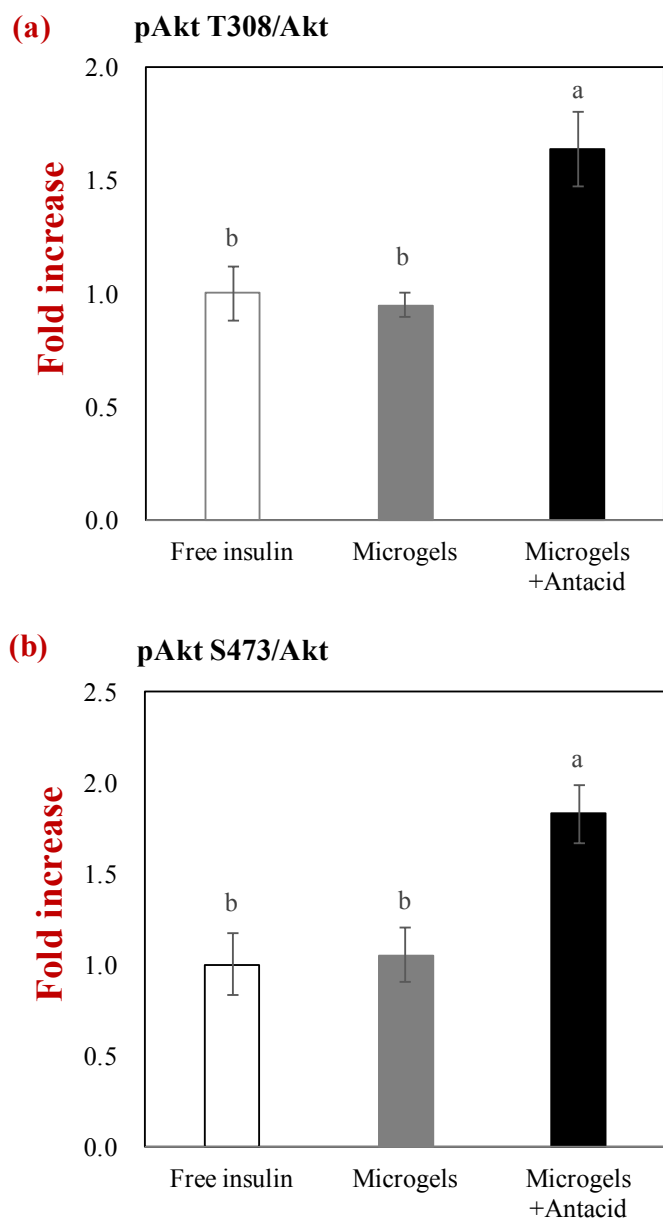 (a) pAkt T308/Akt
2.0
a
1.5
b
b
1.0
Fold increase
0.5
0.0
Free insulin
Microgels
Microgels
+Antacid
(b) pAkt S473/Akt
2.5
a
2.0
1.5
b
b
1.0
Fold increase
0.5
0.0
Free insulin
Microgels
Microgels
+Antacid